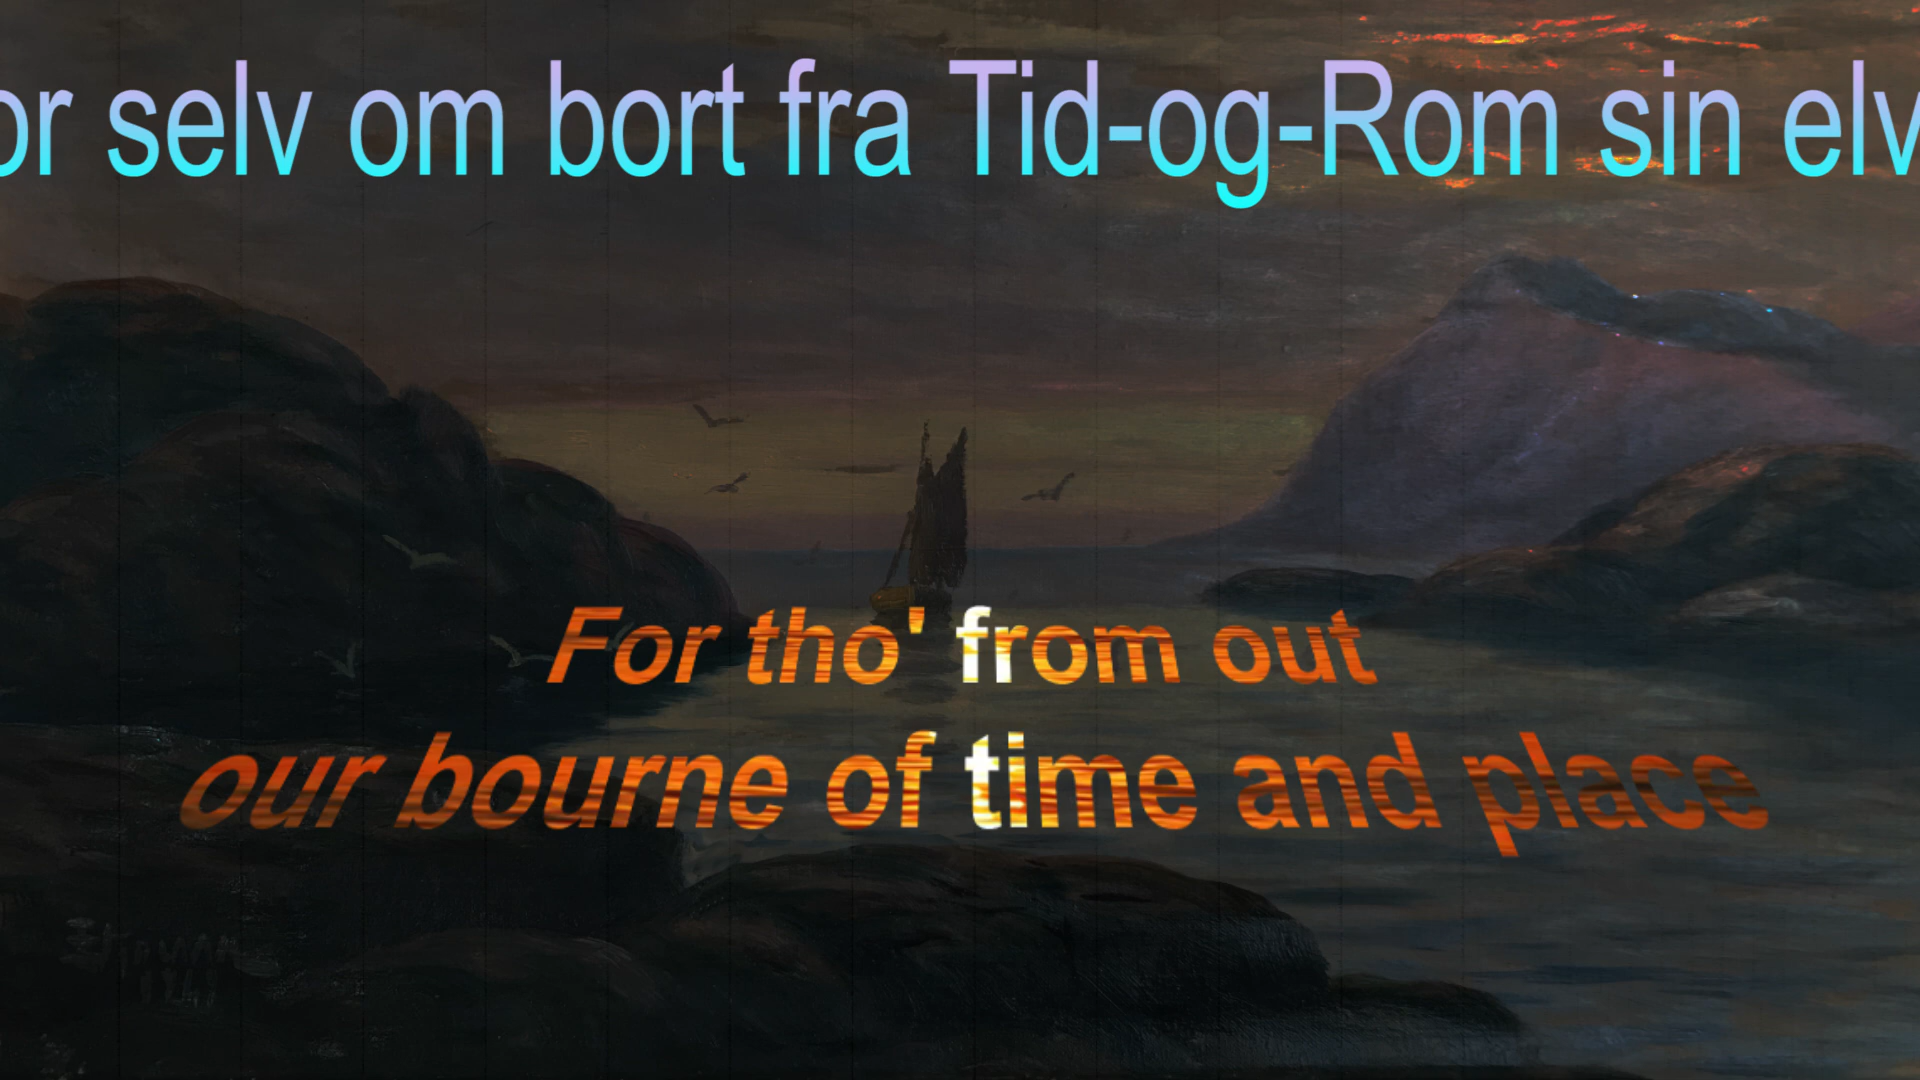 or selv om bort fra Tid-og-Rom sin elv
For tho' from out
our bourne of time and place